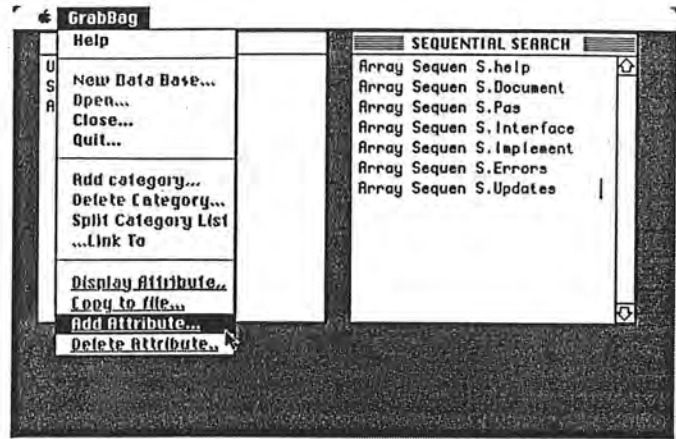 GrabBag
Help
New Data Base...
Open...
Close...
Quit...
Add category...
Delete Category...
Split Category List
...Link To
Display Attribute..
Copy to file...
Add Attribute...
Delete Attribute..
U
S
A
SEQUENTIAL SEARCH
Array Sequen S.help
Array Sequen S.Document
Array Sequen S.Pas
Array Sequen S.Interface
Array Sequen S.Implement
Array Sequen S.Errors
Array Sequen S.Updates